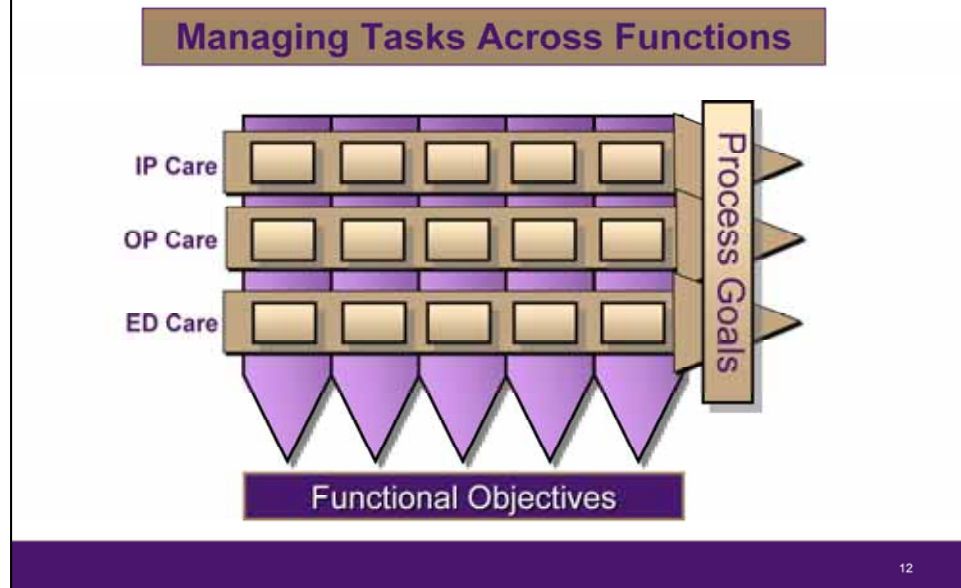 Managing Tasks Across Functions
IP Care
OP Care
ED Care
Process Goals
Functional Objectives
12